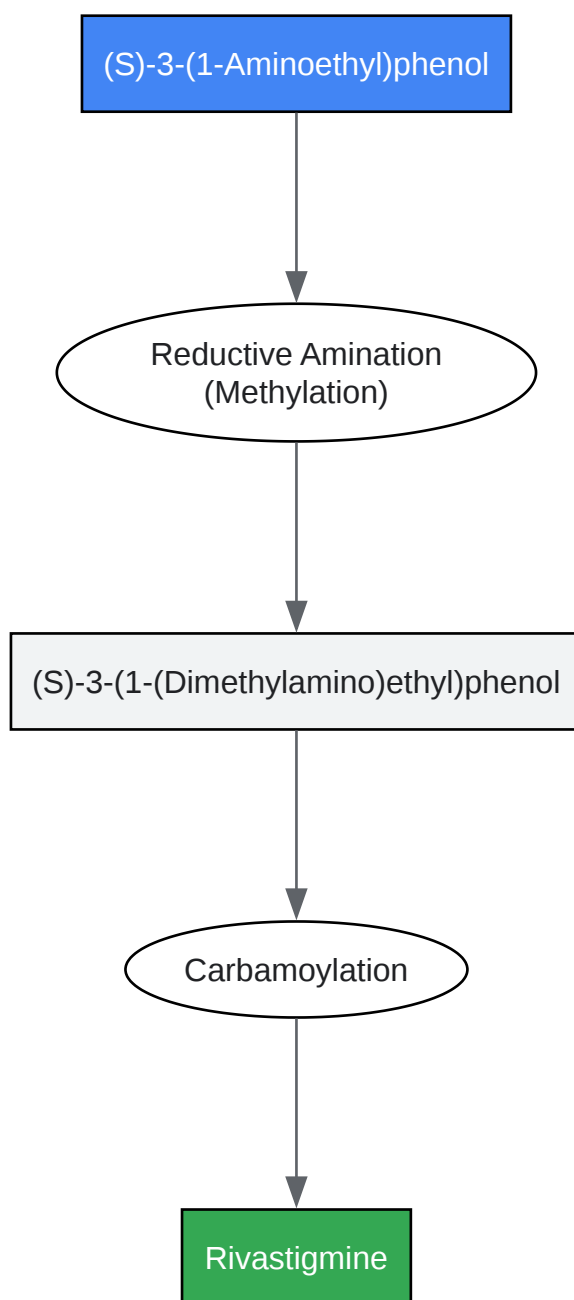 (S)-3-(1-Aminoethyl)phenol
Reductive Amination
(Methylation)
(S)-3-(1-(Dimethylamino)ethyl)phenol
Carbamoylation
Rivastigmine